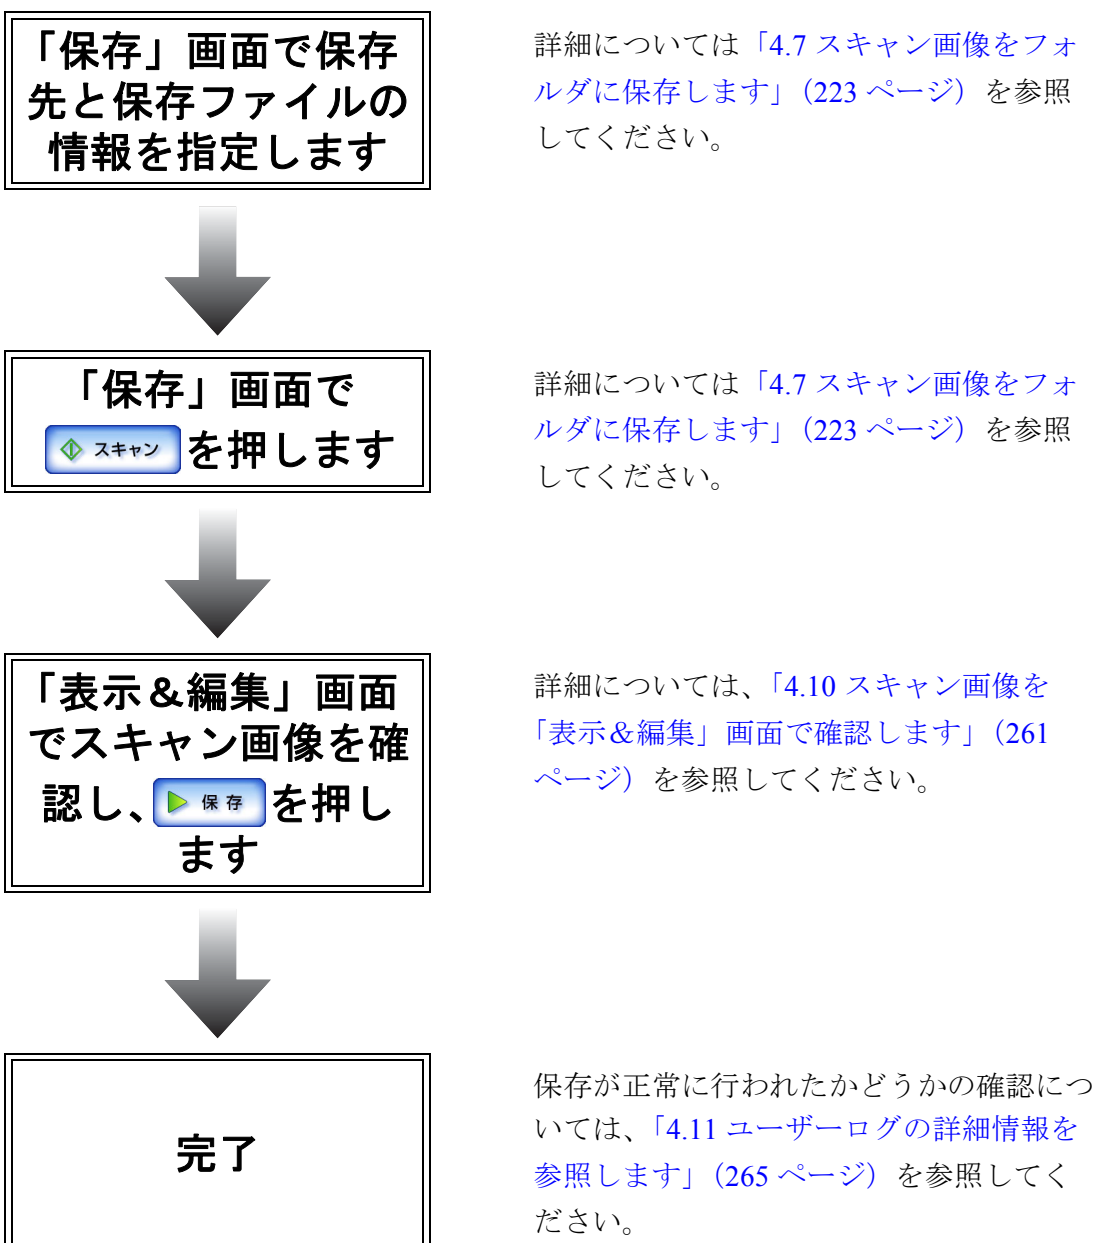 「保存」画面で保存
先と保存ファイルの
情報を指定します
詳細については「4.7 スキャン画像をフォ
ルダに保存します」（223 ページ）を参照
してください。
「保存」画面で
スキャン を押します
詳細については「4.7 スキャン画像をフォ
ルダに保存します」（223 ページ）を参照
してください。
「表示＆編集」画面
でスキャン画像を確
認し、 保存 を押し
ます
詳細については、「4.10 スキャン画像を
「表示＆編集」画面で確認します」（261
ページ）を参照してください。
完了
保存が正常に行われたかどうかの確認につ
いては、「4.11 ユーザーログの詳細情報を
参照します」（265 ページ）を参照してく
ださい。